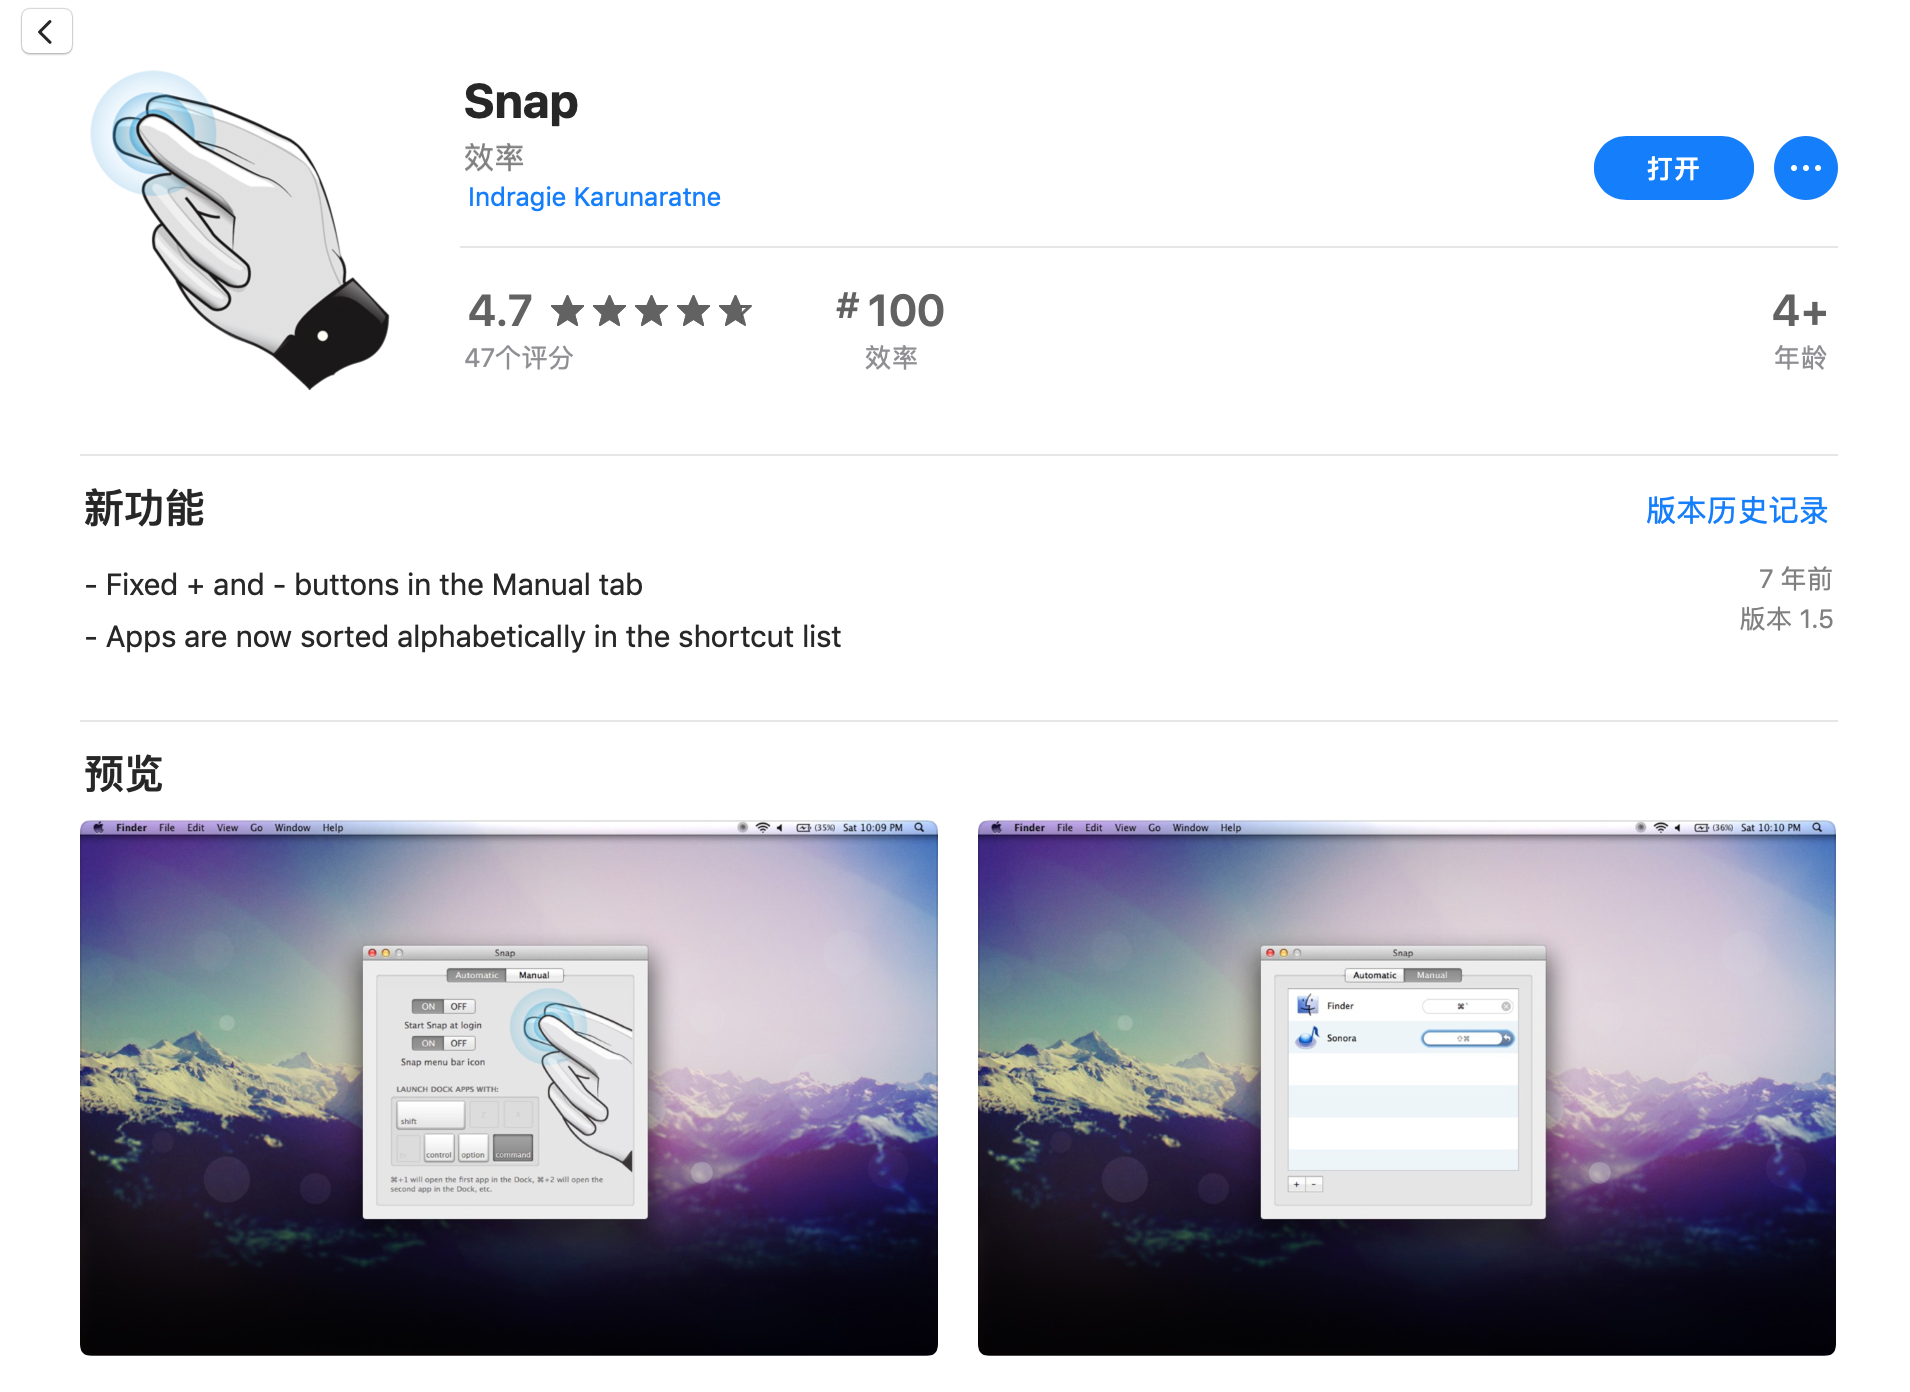 Snap
效率
Indragie Karunaratne
打开
4.7
47个评分
# 100
效率
4+
年龄
新功能
版本历史记录
- Fixed + and - buttons in the Manual tab
- Apps are now sorted alphabetically in the shortcut list
7 年前
版本 1.5
预览
Finder File Edit View Go Window Help (35%) Sat 10:09 PM
Snap
Automatic Manual
ON OFF
Start Snap at login
ON OFF
Snap menu bar icon
LAUNCH DOCK APPS WITH:
shift
control option command
⌘+1 will open the first app in the Dock, ⌘+2 will open the
second app in the Dock, etc.
Finder File Edit View Go Window Help (36%) Sat 10:10 PM
Snap
Automatic Manual
Finder
Sonora ⇧⌘
+ -